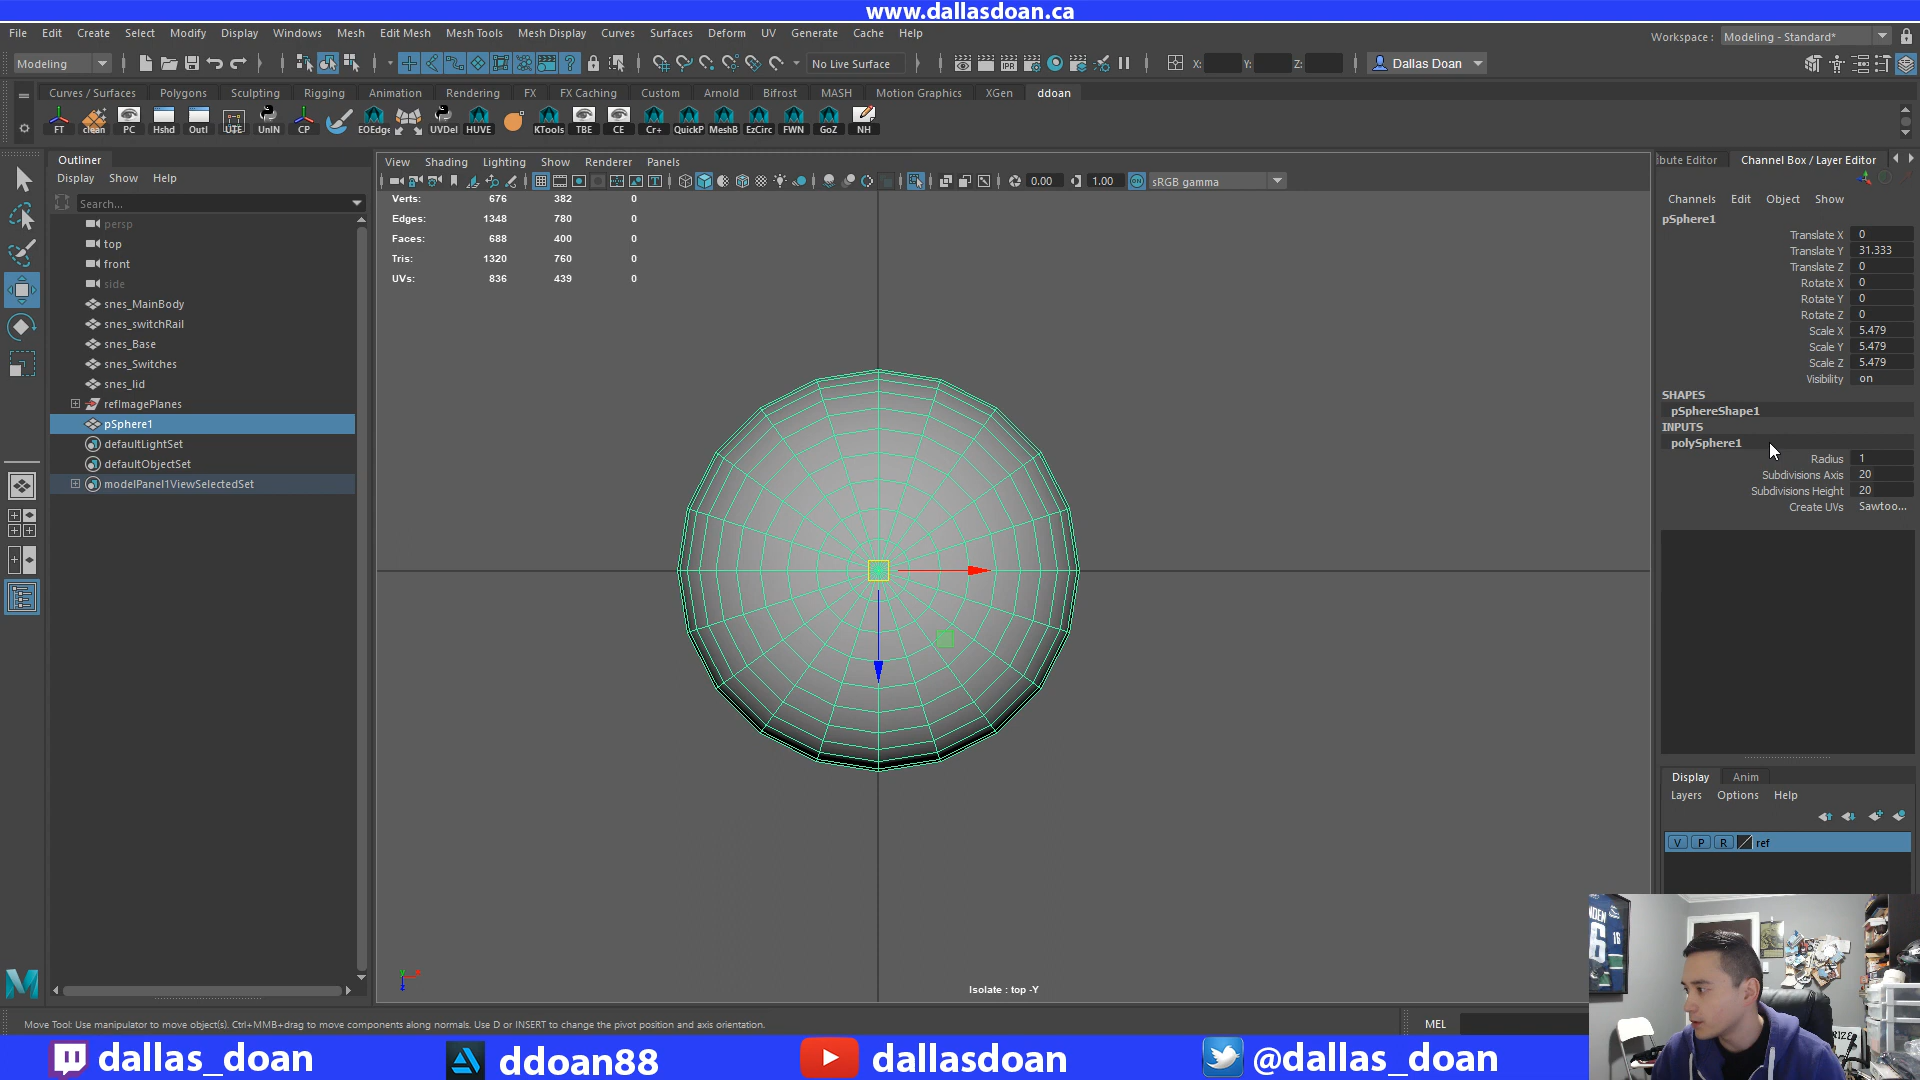 www.dallasdoan.ca
File Edit Create Select Modify Display Windows Mesh Edit Mesh Mesh Tools Mesh Display Curves Surfaces Deform UV Generate Cache Help
Workspace : Modeling - Standard*
Modeling No Live Surface X: Y: Z: Dallas Doan
Curves / Surfaces Polygons Sculpting Rigging Animation Rendering FX FX Caching Custom Arnold Bifrost MASH Motion Graphics XGen ddoan
FT clean PC Hshd Outl UTE UnIN CP EOEdge UVDel HUVE KTools TBE CE Cr+ QuickP MeshB EzCirc FWN GoZ NH
Outliner
Display Show Help
Search...
persp
top
front
side
snes_MainBody
snes_switchRail
snes_Base
snes_Switches
snes_lid
refImagePlanes
pSphere1
defaultLightSet
defaultObjectSet
modelPanel1ViewSelectedSet
View Shading Lighting Show Renderer Panels
IPR
0.00 1.00 ON sRGB gamma
Verts: 676 382 0
Edges: 1348 780 0
Faces: 688 400 0
Tris: 1320 760 0
UVs: 836 439 0
Isolate : top -Y
bute Editor Channel Box / Layer Editor
Channels Edit Object Show
pSphere1
Translate X 0
Translate Y 31.333
Translate Z 0
Rotate X 0
Rotate Y 0
Rotate Z 0
Scale X 5.479
Scale Y 5.479
Scale Z 5.479
Visibility on
SHAPES
pSphereShape1
INPUTS
polySphere1
Radius 1
Subdivisions Axis 20
Subdivisions Height 20
Create UVs Sawtoo...
Display Anim
Layers Options Help
V P R ref
Move Tool: Use manipulator to move object(s). Ctrl+MMB+drag to move components along normals. Use D or INSERT to change the pivot position and axis orientation.
MEL
dallas_doan ddoan88 dallasdoan @dallas_doan